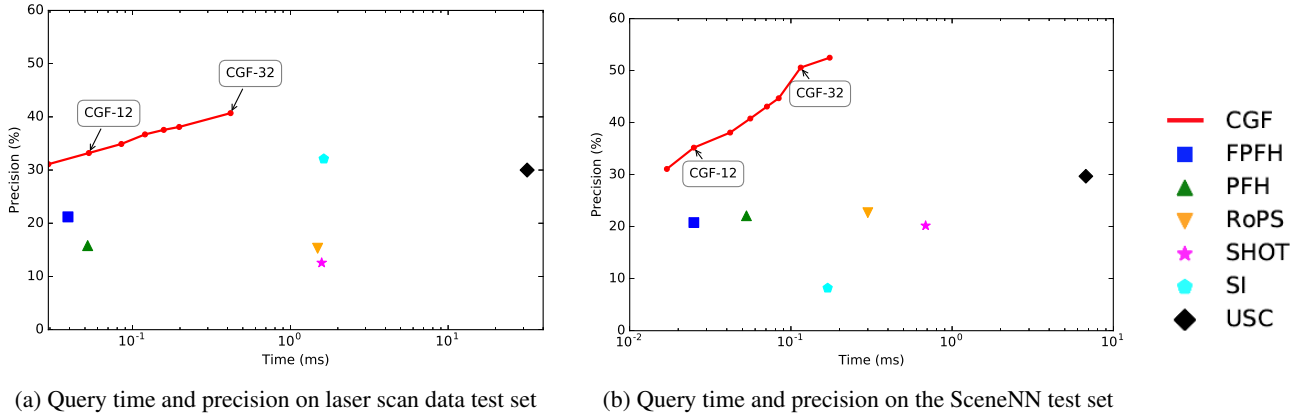 60
50
40
30
20
10
0
Precision (%)
CGF-12
CGF-32
10^-1
10^0
10^1
Time (ms)
(a) Query time and precision on laser scan data test set
60
50
40
30
20
10
0
Precision (%)
CGF-32
CGF-12
10^-2
10^-1
10^0
10^1
Time (ms)
(b) Query time and precision on the SceneNN test set
CGF
FPFH
PFH
RoPS
SHOT
SI
USC